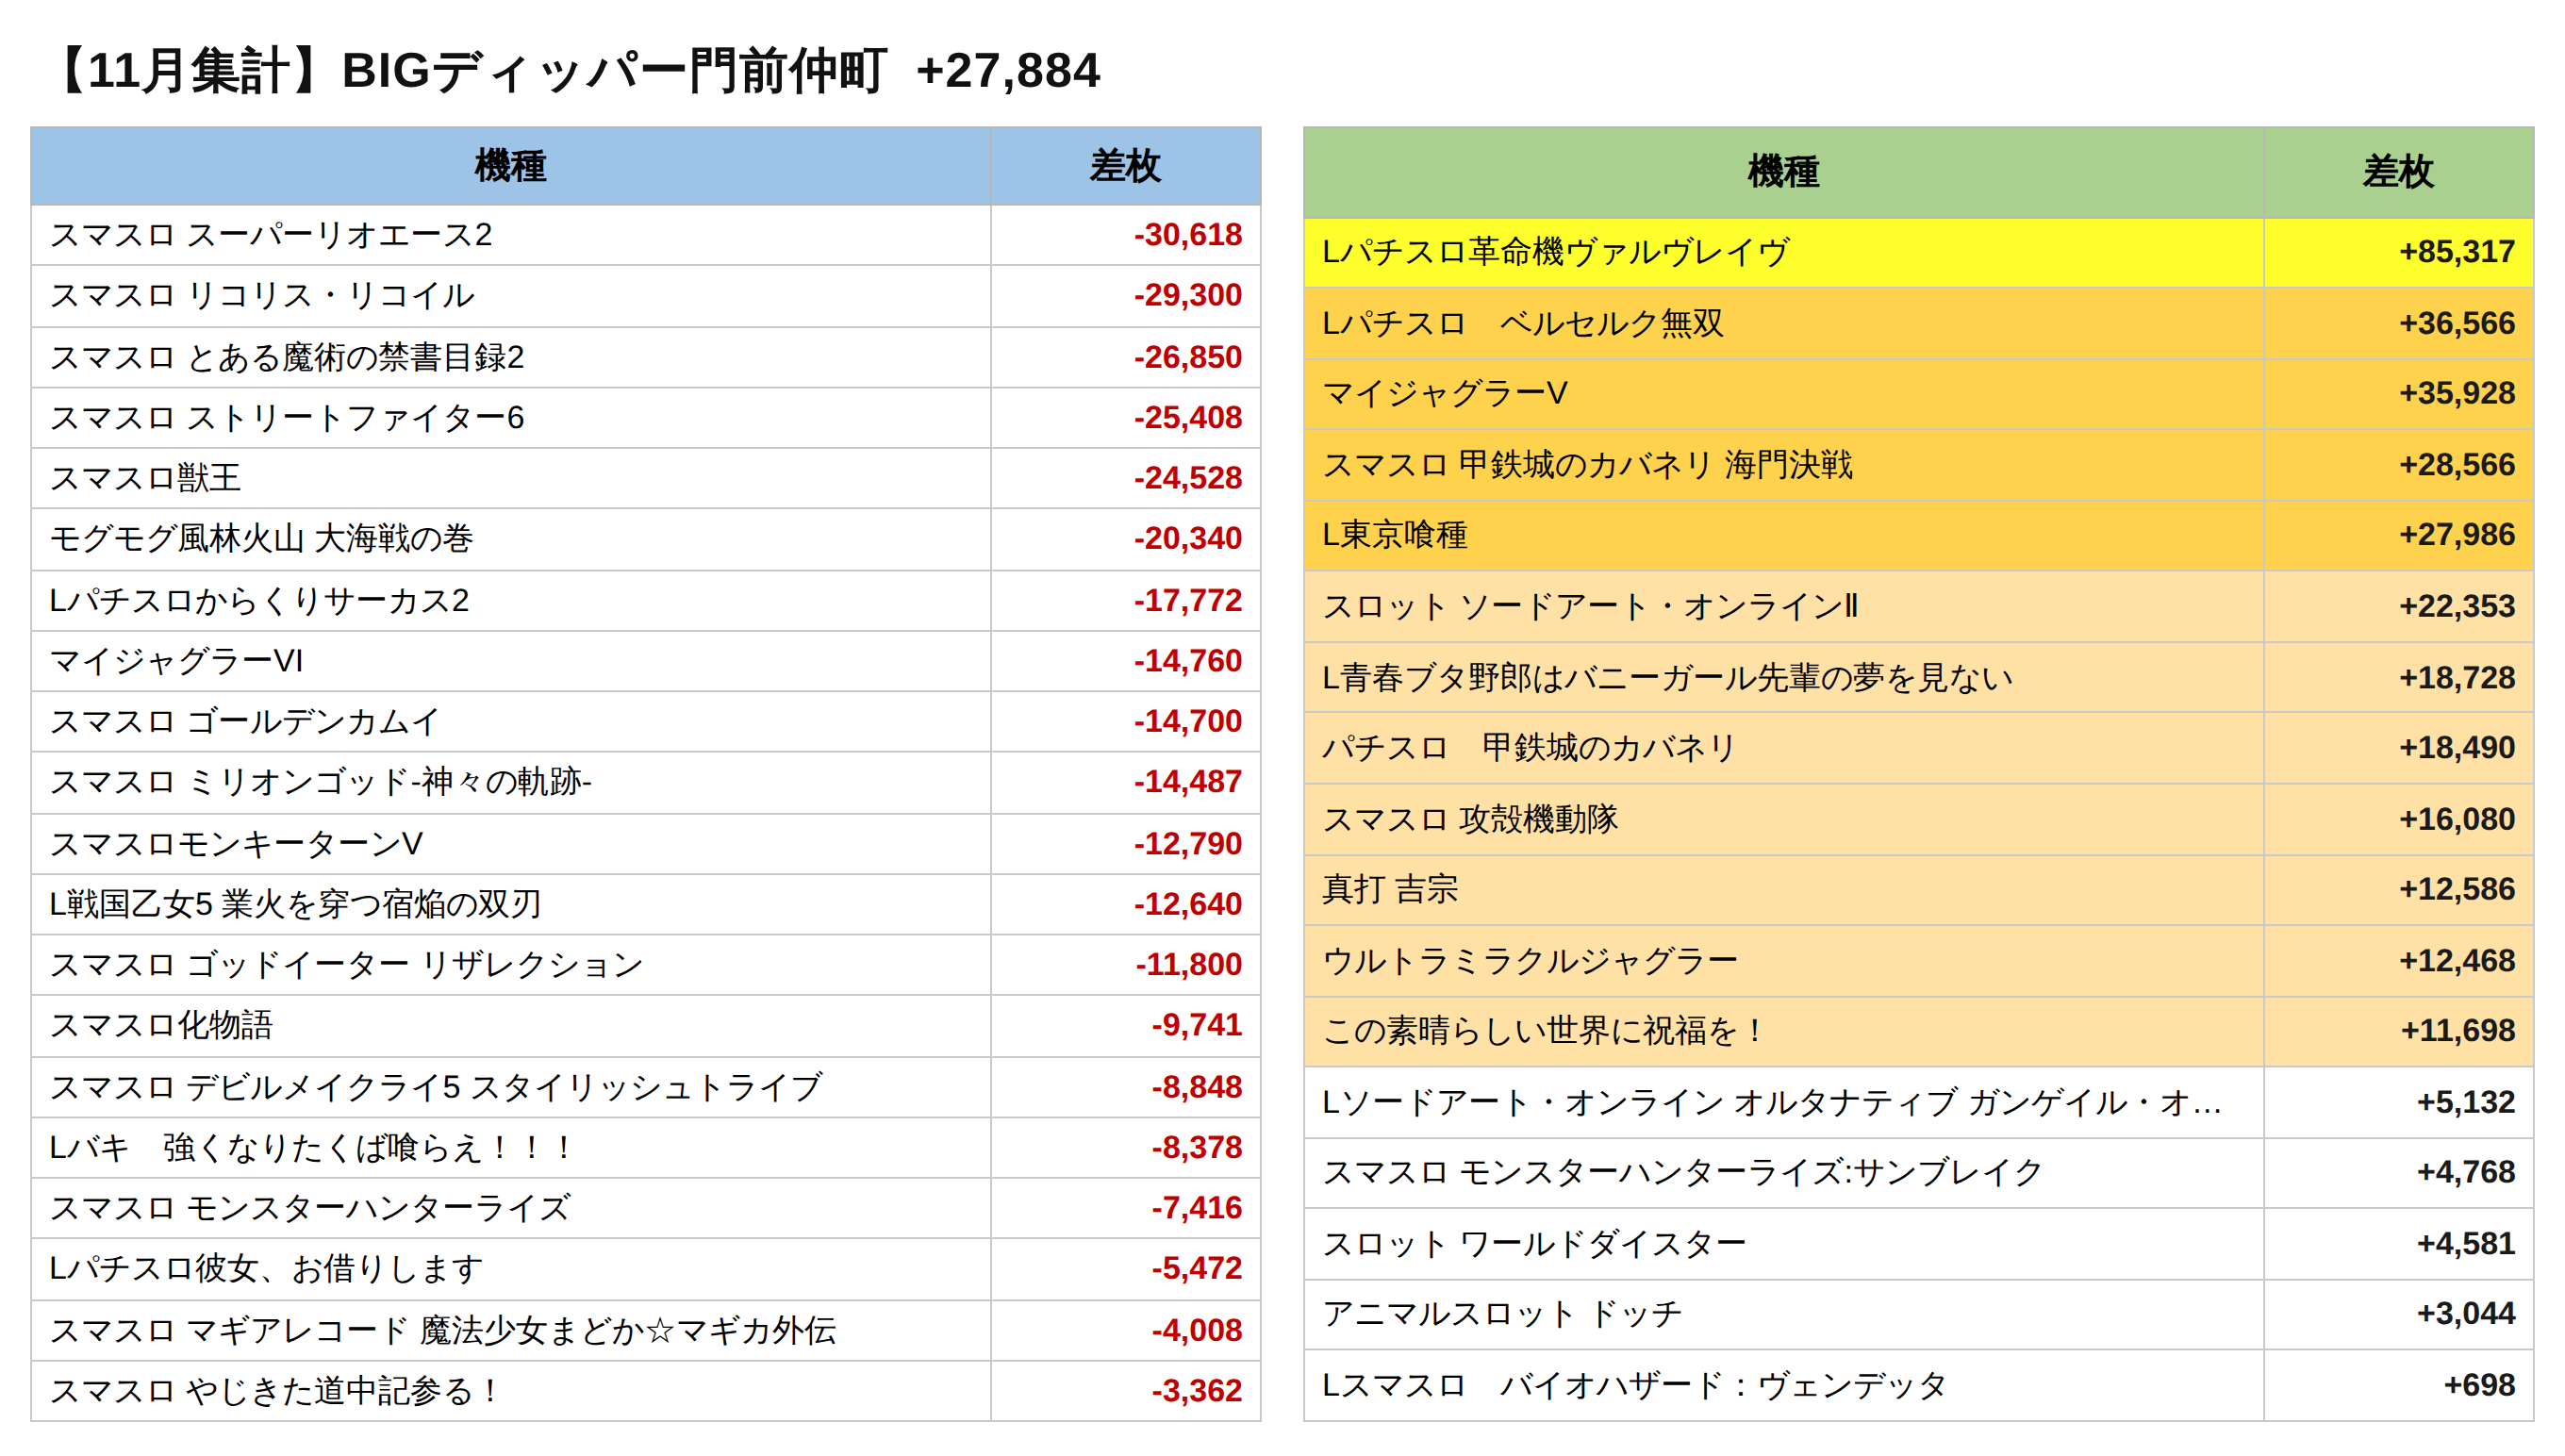 【11月集計】BIGディッパー門前仲町 +27,884
機種 差枚
スマスロ スーパーリオエース2 -30,618
スマスロ リコリス・リコイル -29,300
スマスロ とある魔術の禁書目録2 -26,850
スマスロ ストリートファイター6 -25,408
スマスロ獣王 -24,528
モグモグ風林火山 大海戦の巻 -20,340
Lパチスロからくりサーカス2 -17,772
マイジャグラーVI -14,760
スマスロ ゴールデンカムイ -14,700
スマスロ ミリオンゴッド-神々の軌跡- -14,487
スマスロモンキーターンV -12,790
L戦国乙女5 業火を穿つ宿焔の双刃 -12,640
スマスロ ゴッドイーター リザレクション -11,800
スマスロ化物語 -9,741
スマスロ デビルメイクライ5 スタイリッシュトライブ -8,848
Lバキ　強くなりたくば喰らえ！！！ -8,378
スマスロ モンスターハンターライズ -7,416
Lパチスロ彼女、お借りします -5,472
スマスロ マギアレコード 魔法少女まどか☆マギカ外伝 -4,008
スマスロ やじきた道中記参る！ -3,362
機種 差枚
Lパチスロ革命機ヴァルヴレイヴ +85,317
Lパチスロ　ベルセルク無双 +36,566
マイジャグラーV +35,928
スマスロ 甲鉄城のカバネリ 海門決戦 +28,566
L東京喰種 +27,986
スロット ソードアート・オンラインⅡ +22,353
L青春ブタ野郎はバニーガール先輩の夢を見ない +18,728
パチスロ　甲鉄城のカバネリ +18,490
スマスロ 攻殻機動隊 +16,080
真打 吉宗 +12,586
ウルトラミラクルジャグラー +12,468
この素晴らしい世界に祝福を！ +11,698
Lソードアート・オンライン オルタナティブ ガンゲイル・オ… +5,132
スマスロ モンスターハンターライズ:サンブレイク +4,768
スロット ワールドダイスター +4,581
アニマルスロット ドッチ +3,044
Lスマスロ　バイオハザード：ヴェンデッタ +698